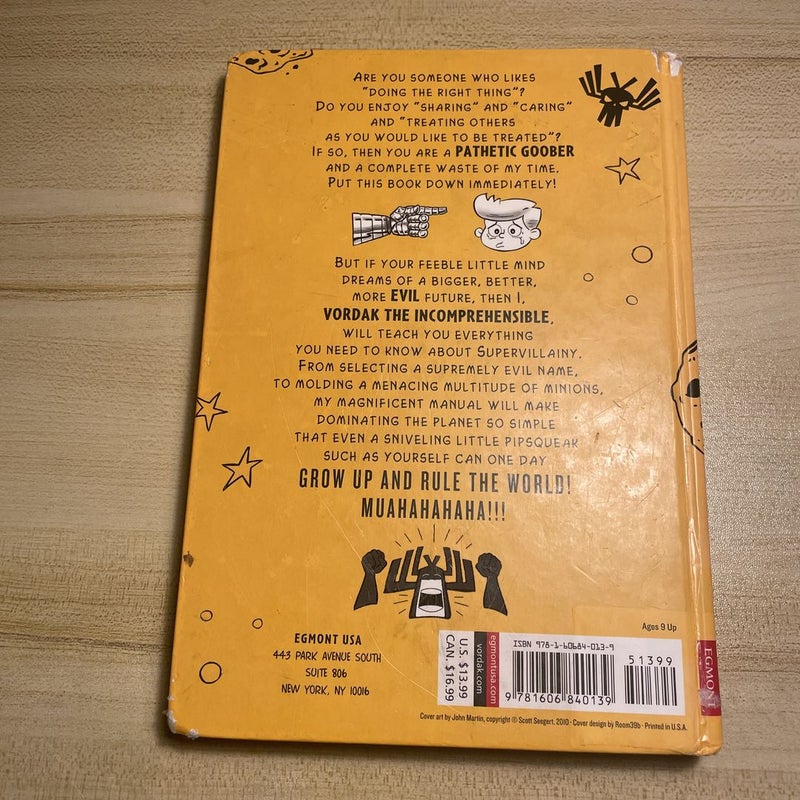 ARE YOU SOMEONE WHO LIKES
"DOING THE RIGHT THING"?
DO YOU ENJOY "SHARING" AND "CARING"
AND "TREATING OTHERS
AS YOU WOULD LIKE TO BE TREATED"?
IF SO, THEN YOU ARE A PATHETIC GOOBER
AND A COMPLETE WASTE OF MY TIME.
PUT THIS BOOK DOWN IMMEDIATELY!
BUT IF YOUR FEEBLE LITTLE MIND
DREAMS OF A BIGGER, BETTER,
MORE EVIL FUTURE, THEN I,
VORDAK THE INCOMPREHENSIBLE,
WILL TEACH YOU EVERYTHING
YOU NEED TO KNOW ABOUT SUPERVILLAINY.
FROM SELECTING A SUPREMELY EVIL NAME,
TO MOLDING A MENACING MULTITUDE OF MINIONS,
MY MAGNIFICENT MANUAL WILL MAKE
DOMINATING THE PLANET SO SIMPLE
THAT EVEN A SNIVELING LITTLE PIPSQUEAK
SUCH AS YOURSELF CAN ONE DAY
GROW UP AND RULE THE WORLD!
MUAHAHAHAHA!!!
EGMONT USA
443 PARK AVENUE SOUTH
SUITE 806
NEW YORK, NY 10016
Ages 9 Up
U.S. $13.99
CAN. $16.99
egmontusa.com
vordak.com
ISBN 978-1-60684-013-9
51399
9 781606 840139
EGMONT
Cover art by John Martin, copyright © Scott Seegert, 2010 · Cover design by Room39b · Printed in U.S.A.